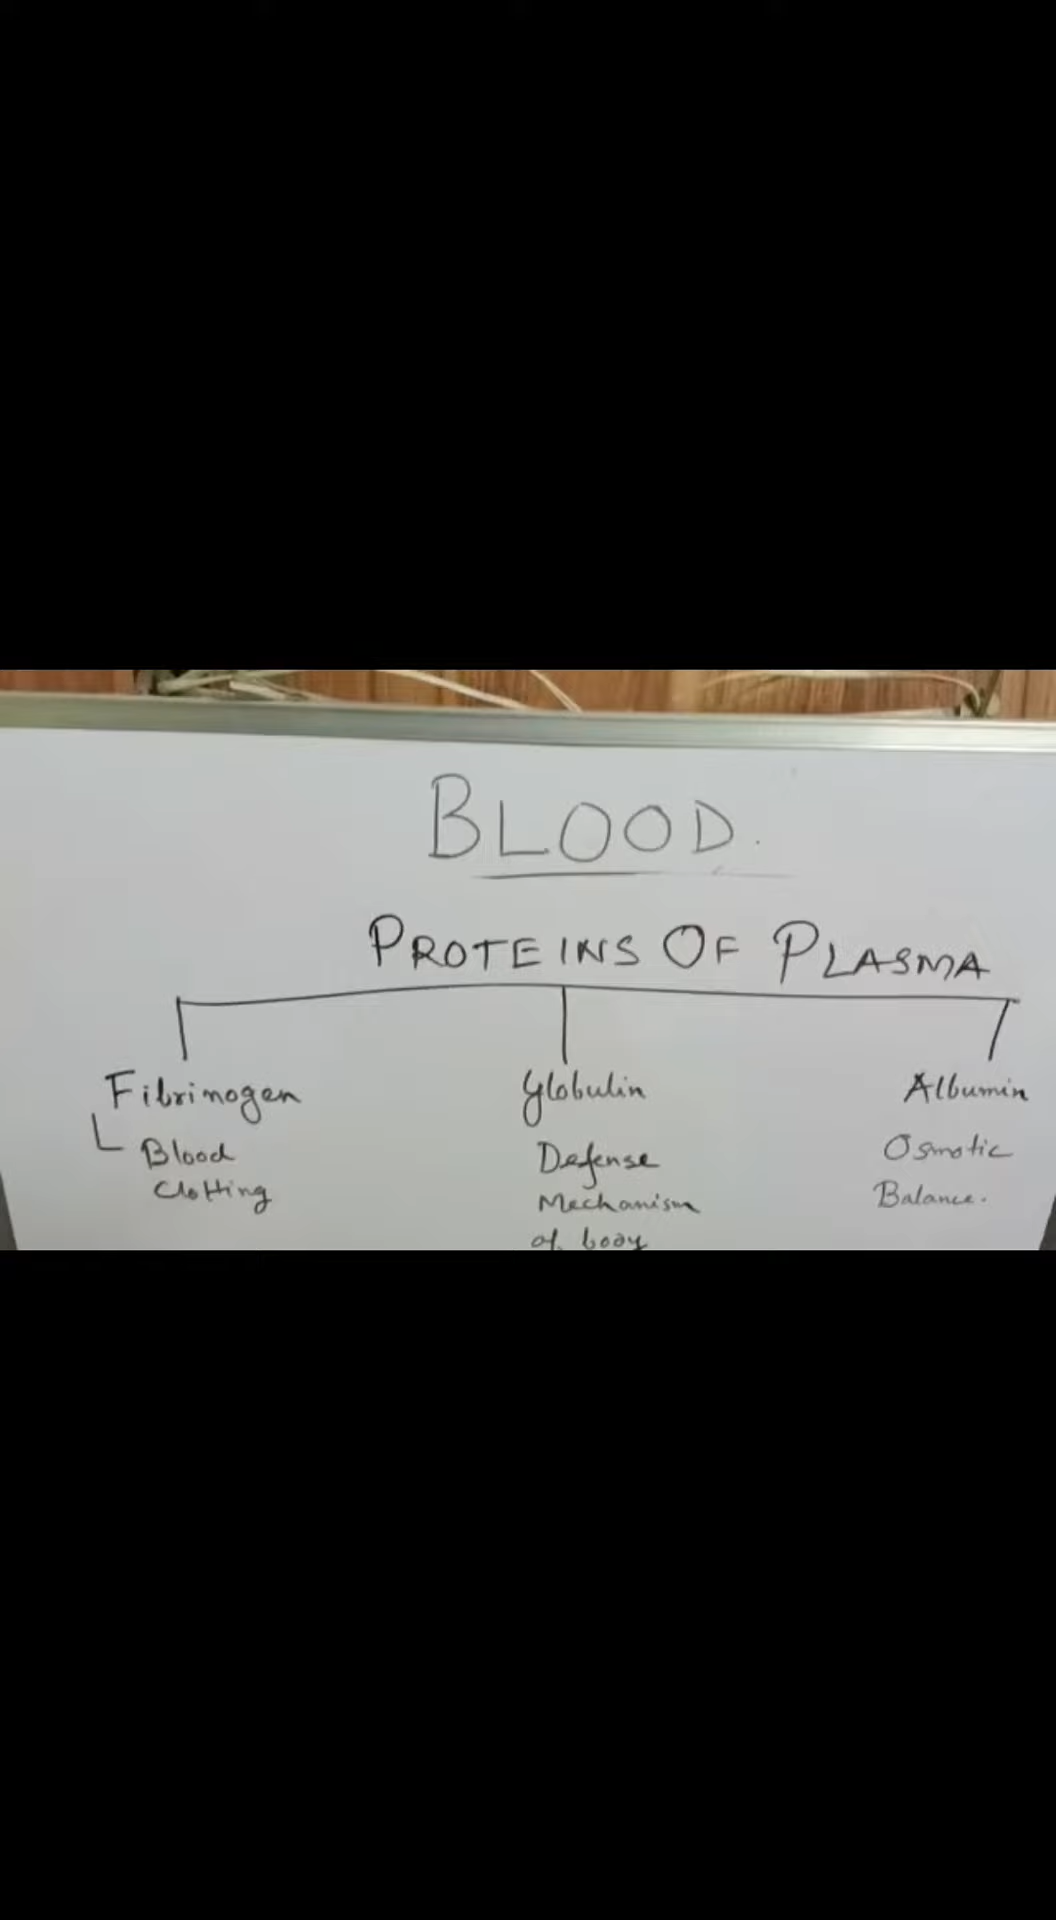 BLOOD.
PROTEINS OF PLASMA
Fibrinogen Globulin Albumin
Blood Defense Osmotic
Clotting Mechanism Balance.
of body